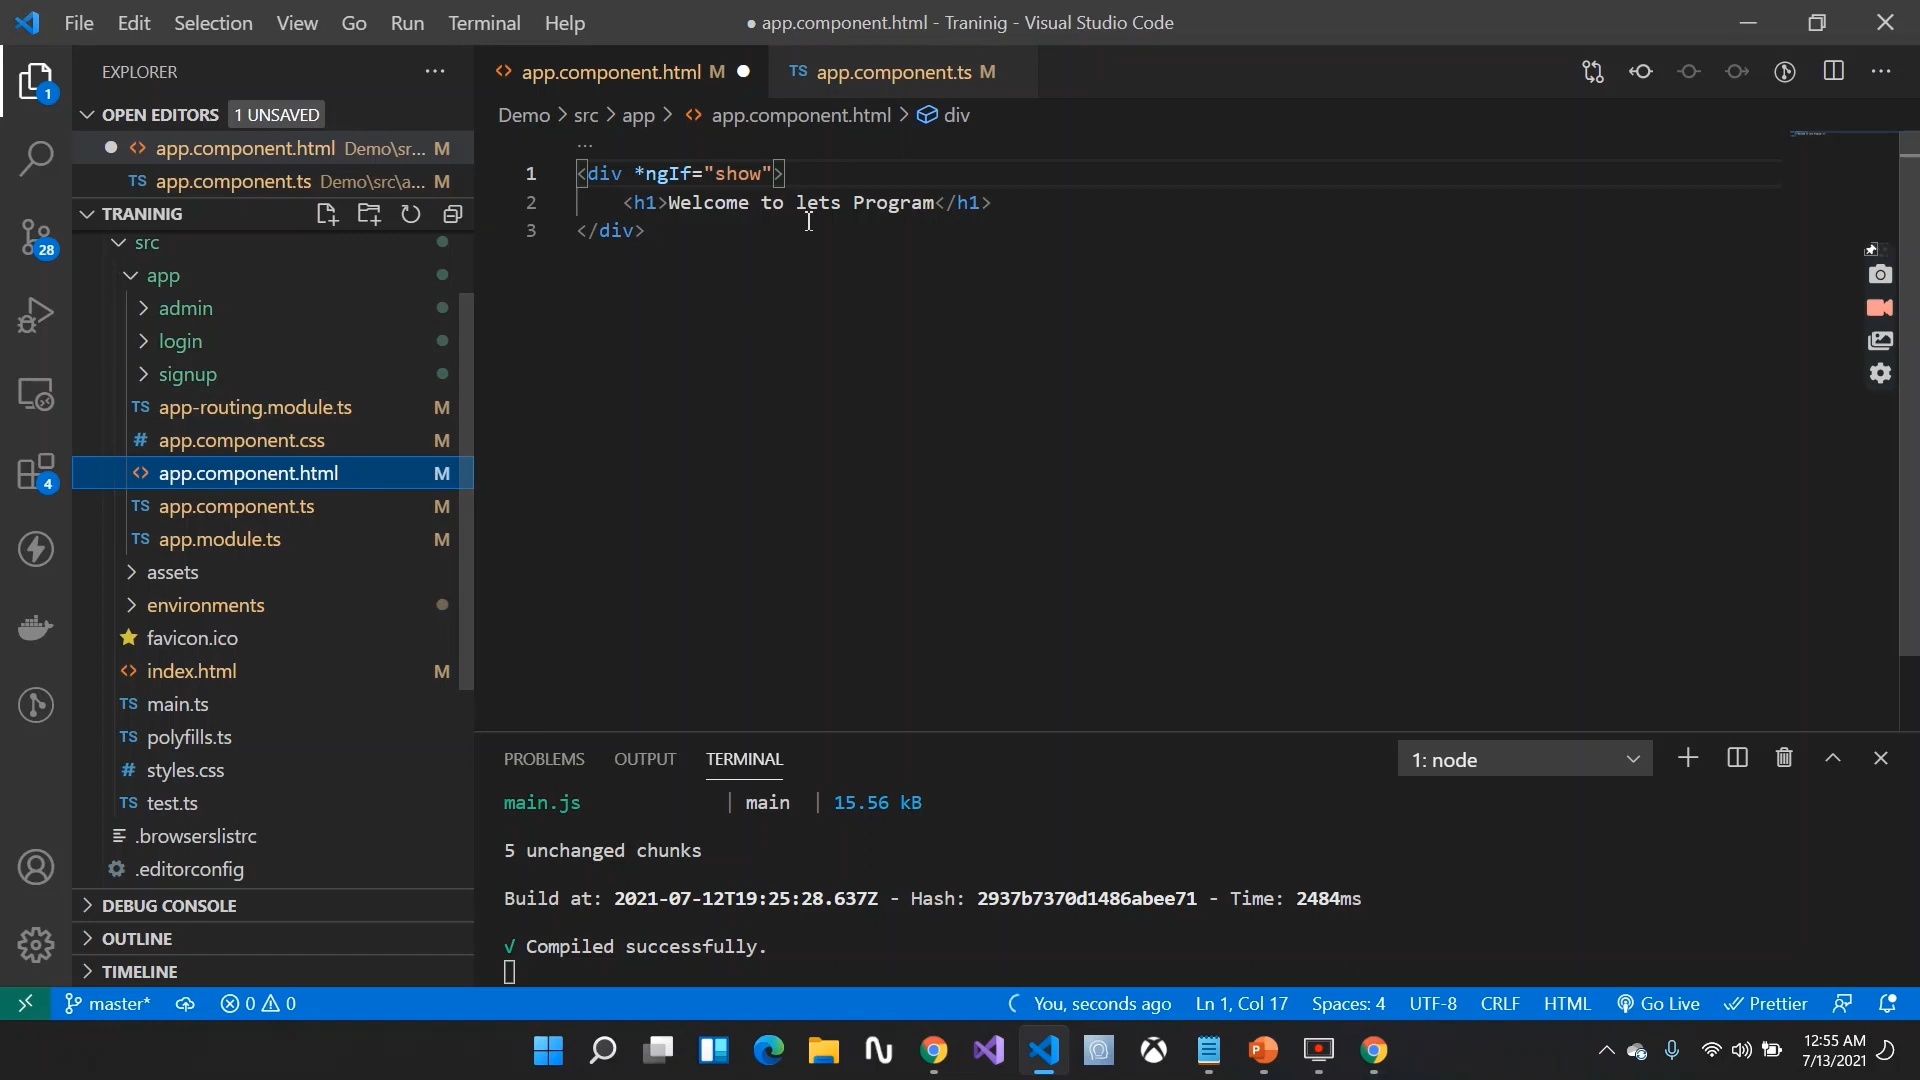 File Edit Selection View Go Run Terminal Help
● app.component.html - Traninig - Visual Studio Code
EXPLORER
OPEN EDITORS 1 UNSAVED
app.component.html Demo\sr... M
TS app.component.ts Demo\src\a... M
TRANINIG
src
app
admin
login
signup
TS app-routing.module.ts M
# app.component.css M
<> app.component.html M
TS app.component.ts M
TS app.module.ts M
assets
environments
favicon.ico
<> index.html M
TS main.ts
TS polyfills.ts
# styles.css
TS test.ts
.browserslistrc
.editorconfig
DEBUG CONSOLE
OUTLINE
TIMELINE
1
28
4
<> app.component.html M ●
TS app.component.ts M
Demo > src > app > <> app.component.html > div
...
1 <div *ngIf="show">
2 <h1>Welcome to lets Program</h1>
3 </div>
PROBLEMS OUTPUT TERMINAL
1: node
main.js | main | 15.56 kB
5 unchanged chunks
Build at: 2021-07-12T19:25:28.637Z - Hash: 2937b7370d1486abee71 - Time: 2484ms
√ Compiled successfully.
master* 0 0 You, seconds ago Ln 1, Col 17 Spaces: 4 UTF-8 CRLF HTML Go Live Prettier
12:55 AM
7/13/2021